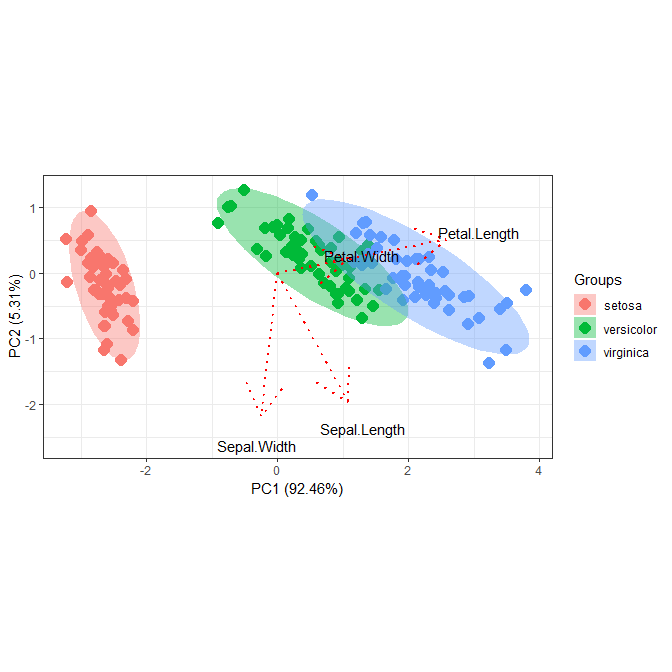 1
0
-1
-2
PC2 (5.31%)
Petal.Length
Petal.Width
Sepal.Length
Sepal.Width
-2
0
2
4
PC1 (92.46%)
Groups
setosa
versicolor
virginica